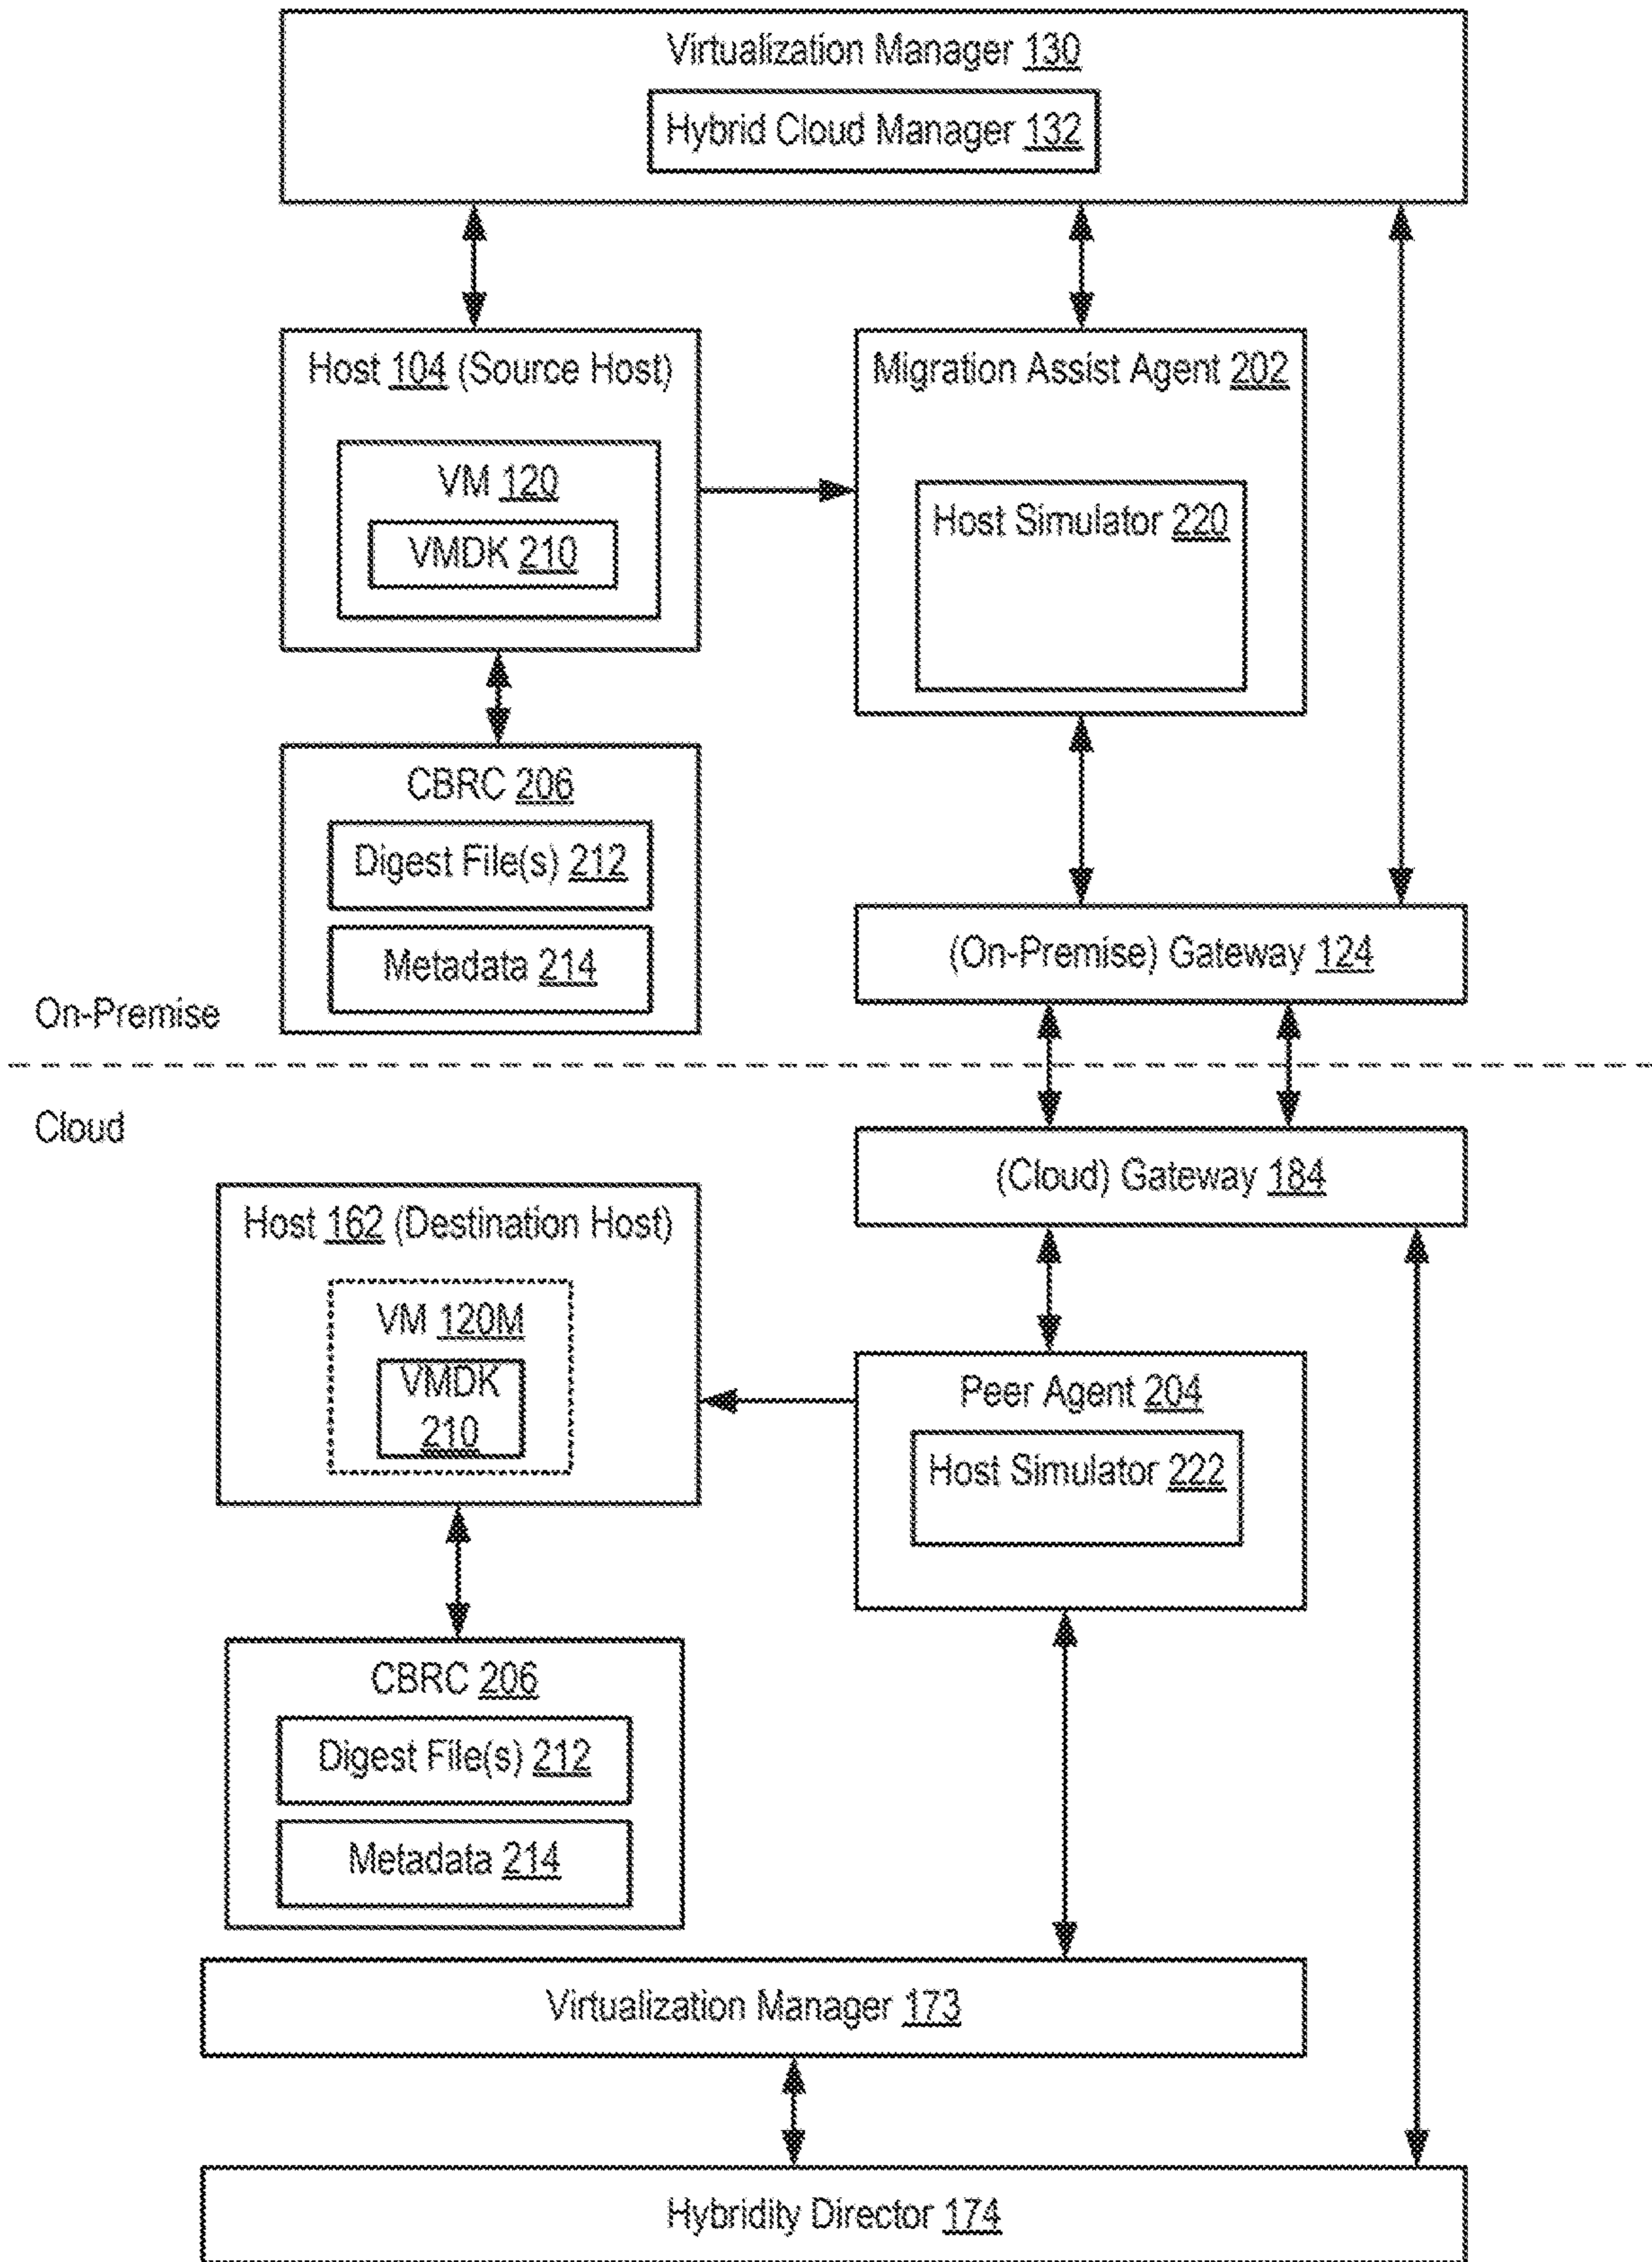 Virtualization Manager 130
Hybrid Cloud Manager 132
Host 104 (Source Host)
VM 120
VMDK 210
Migration Assist Agent 202
Host Simulator 220
CBRC 206
Digest File(s) 212
Metadata 214
(On-Premise) Gateway 124
On-Premise
Cloud
(Cloud) Gateway 184
Host 162 (Destination Host)
VM 120M
VMDK
210
Peer Agent 204
Host Simulator 222
CBRC 206
Digest File(s) 212
Metadata 214
Virtualization Manager 173
Hybridity Director 174